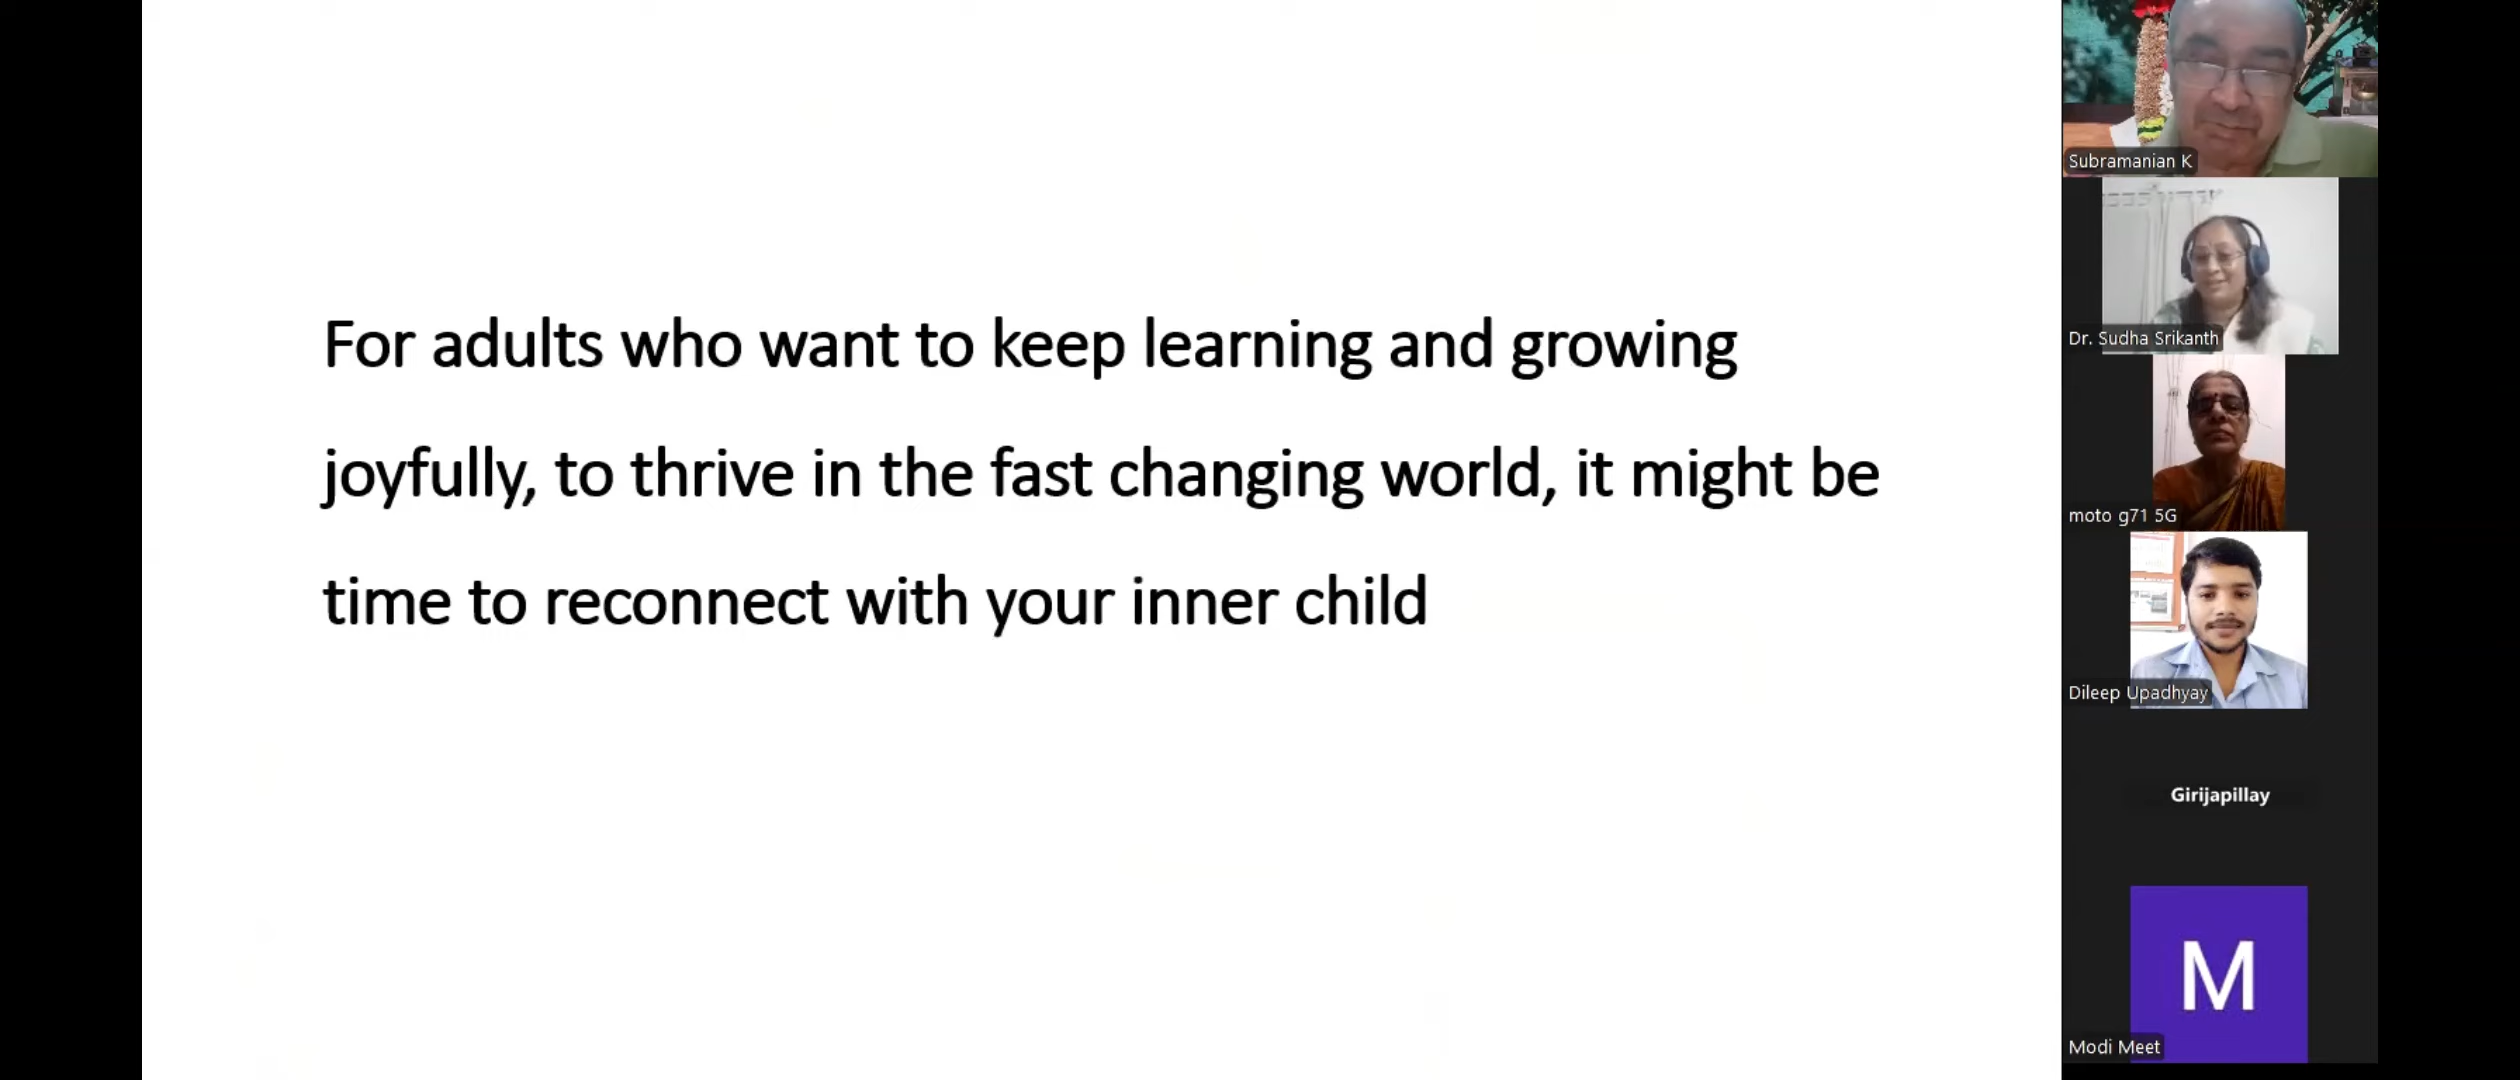 For adults who want to keep learning and growing
joyfully, to thrive in the fast changing world, it might be
time to reconnect with your inner child
Subramanian K
Dr. Sudha Srikanth
moto g71 5G
Dileep Upadhyay
Girijapillay
M
Modi Meet